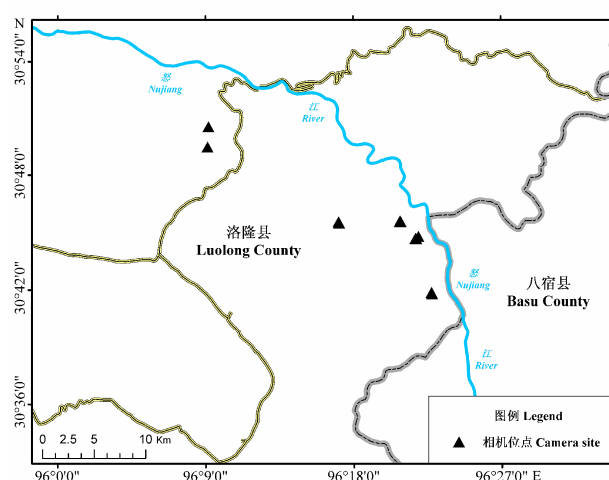 N
30°54'0"
30°48'0"
30°42'0"
30°36'0"
怒
Nujiang
江
River
洛隆县
Luolong County
怒
Nujiang
八宿县
Basu County
江
River
图例 Legend
相机位点 Camera site
0 2.5 5 10 Km
96°0'0" 96°9'0" 96°18'0" 96°27'0" E